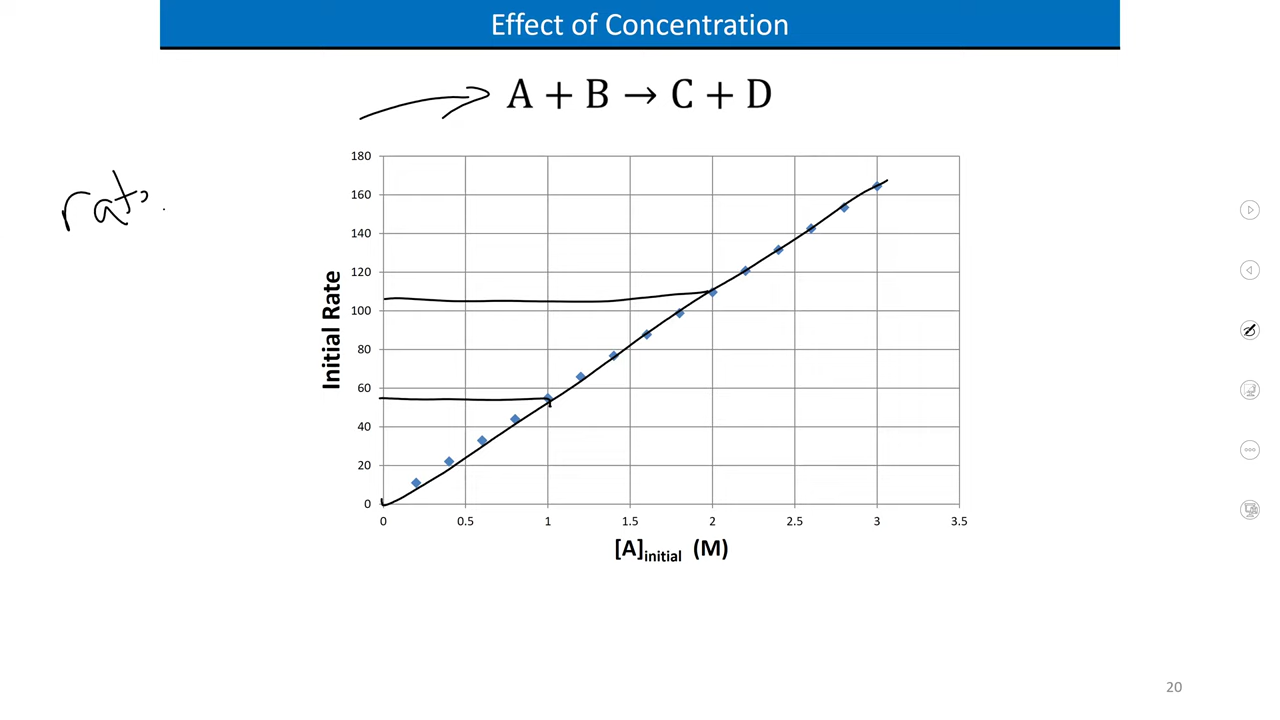 Effect of Concentration
A + B → C + D
rate
180
160
140
120
100
80
60
40
20
0
Initial Rate
0 0.5 1 1.5 2 2.5 3 3.5
[A]initial (M)
20